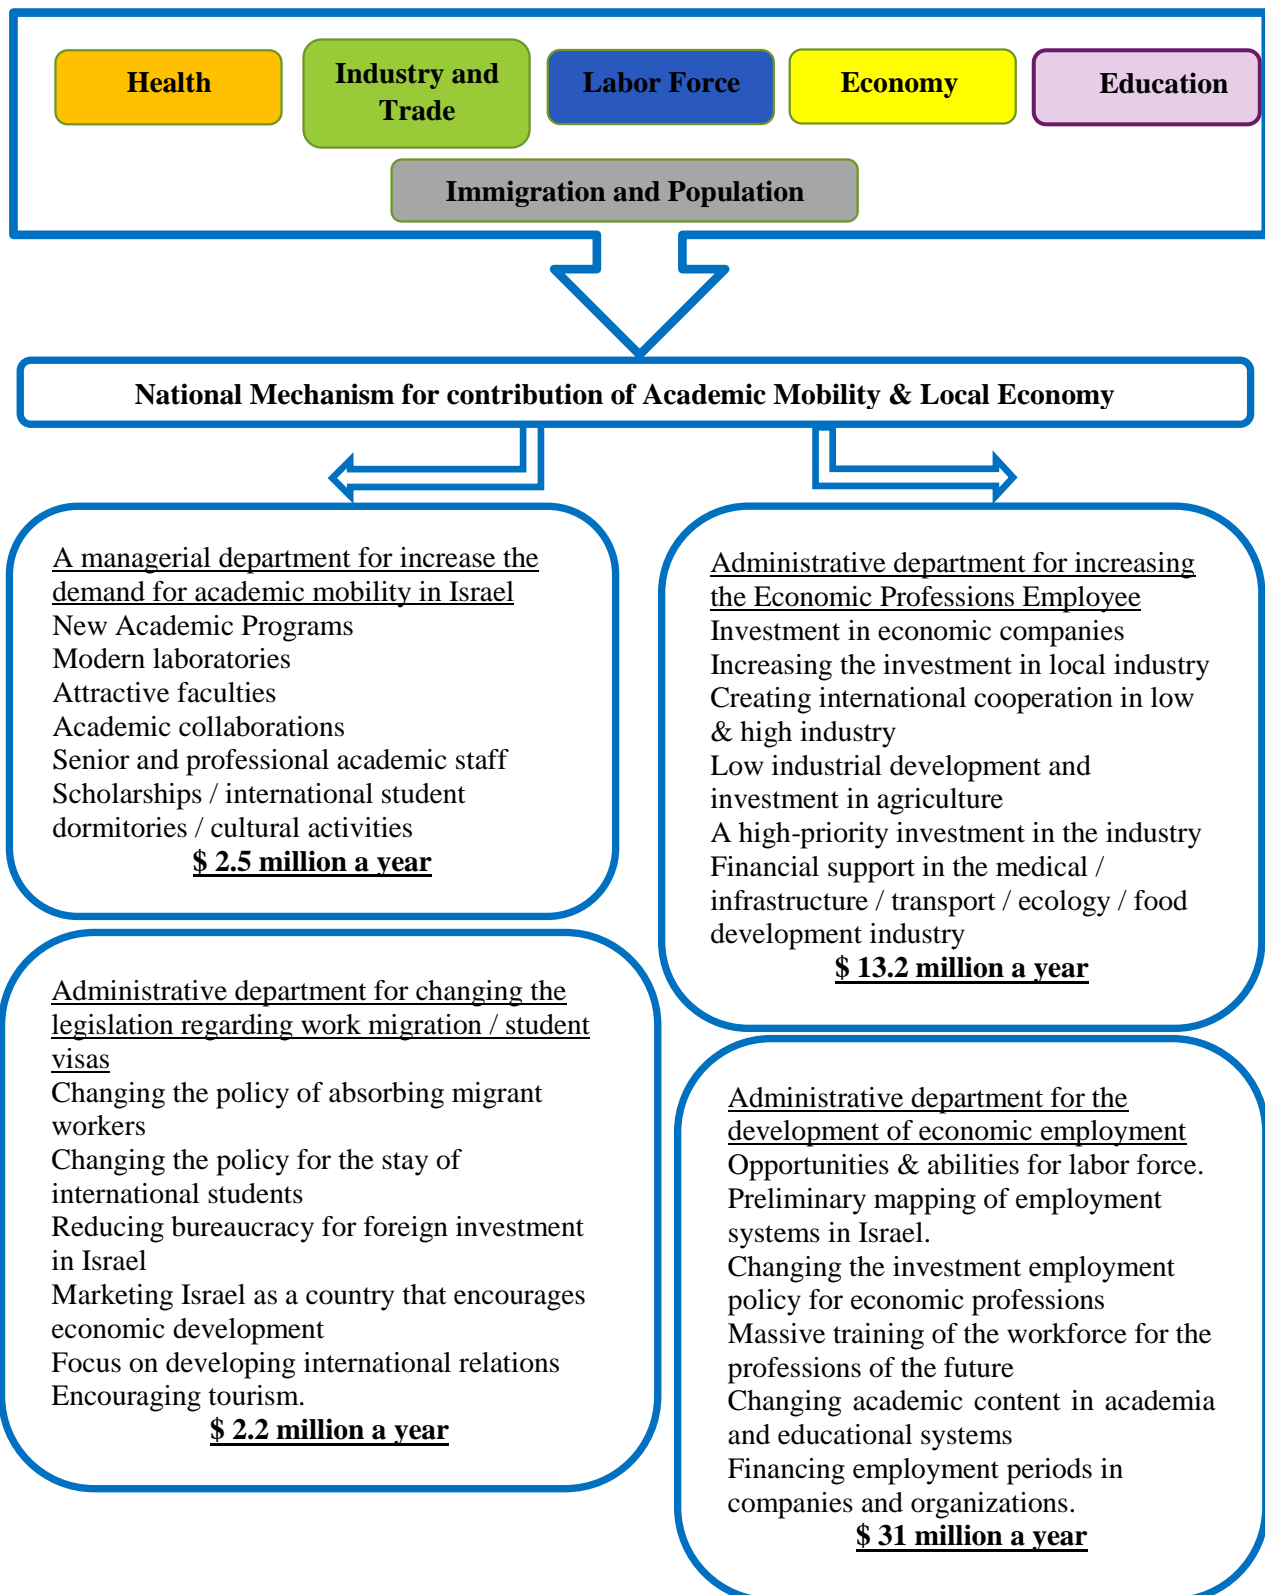 Health
Industry and
Trade
Labor Force
Economy
Education
Immigration and Population
National Mechanism for contribution of Academic Mobility & Local Economy
A managerial department for increase the
demand for academic mobility in Israel
New Academic Programs
Modern laboratories
Attractive faculties
Academic collaborations
Senior and professional academic staff
Scholarships / international student
dormitories / cultural activities
$ 2.5 million a year
Administrative department for increasing
the Economic Professions Employee
Investment in economic companies
Increasing the investment in local industry
Creating international cooperation in low
& high industry
Low industrial development and
investment in agriculture
A high-priority investment in the industry
Financial support in the medical /
infrastructure / transport / ecology / food
development industry
$ 13.2 million a year
Administrative department for changing the
legislation regarding work migration / student
visas
Changing the policy of absorbing migrant
workers
Changing the policy for the stay of
international students
Reducing bureaucracy for foreign investment
in Israel
Marketing Israel as a country that encourages
economic development
Focus on developing international relations
Encouraging tourism.
$ 2.2 million a year
Administrative department for the
development of economic employment
Opportunities & abilities for labor force.
Preliminary mapping of employment
systems in Israel.
Changing the investment employment
policy for economic professions
Massive training of the workforce for the
professions of the future
Changing academic content in academia
and educational systems
Financing employment periods in
companies and organizations.
$ 31 million a year